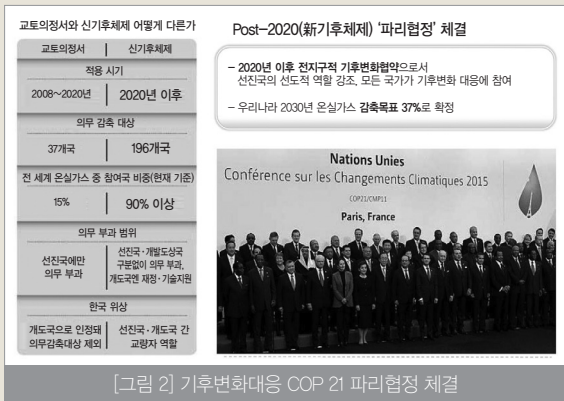 교토의정서와 신기후체제 어떻게 다른가
교토의정서 신기후체제
적용 시기
2008~2020년 2020년 이후
의무 감축 대상
37개국 196개국
전 세계 온실가스 중 참여국 비중(현재 기준)
15% 90% 이상
의무 부과 범위
선진국에만
의무 부과
선진국·개발도상국
구분없이 의무 부과,
개도국엔 재정·기술지원
한국 위상
개도국으로 인정돼
의무감축대상 제외
선진국·개도국 간
교량자 역할
Post-2020(新기후체제) '파리협정' 체결
- 2020년 이후 전지구적 기후변화협약으로서
선진국의 선도적 역할 강조, 모든 국가가 기후변화 대응에 참여
- 우리나라 2030년 온실가스 감축목표 37%로 확정
Nations Unies
Conférence sur les Changements Climatiques 2015
COP21/CMP11
Paris, France
[그림 2] 기후변화대응 COP 21 파리협정 체결